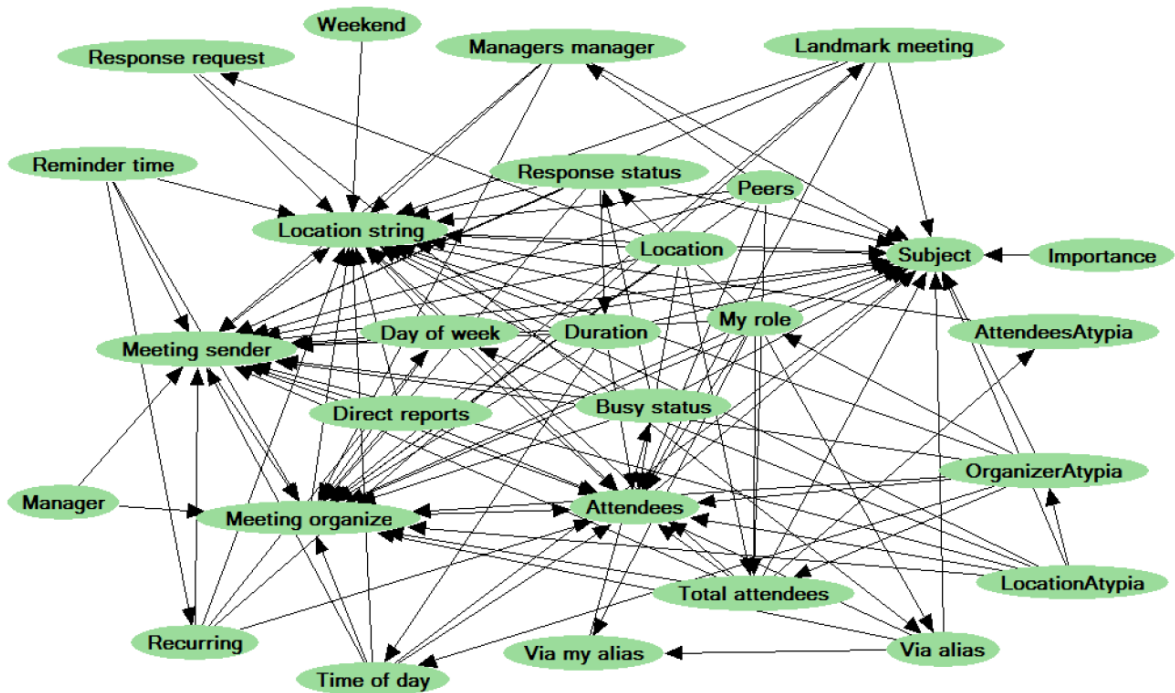 Weekend
Response request
Managers manager
Landmark meeting
Reminder time
Response status
Peers
Location string
Location
Subject
Importance
Meeting sender
Day of week
Duration
My role
AttendeesAtypia
Direct reports
Busy status
OrganizerAtypia
Manager
Meeting organize
Attendees
LocationAtypia
Total attendees
Recurring
Via my alias
Via alias
Time of day